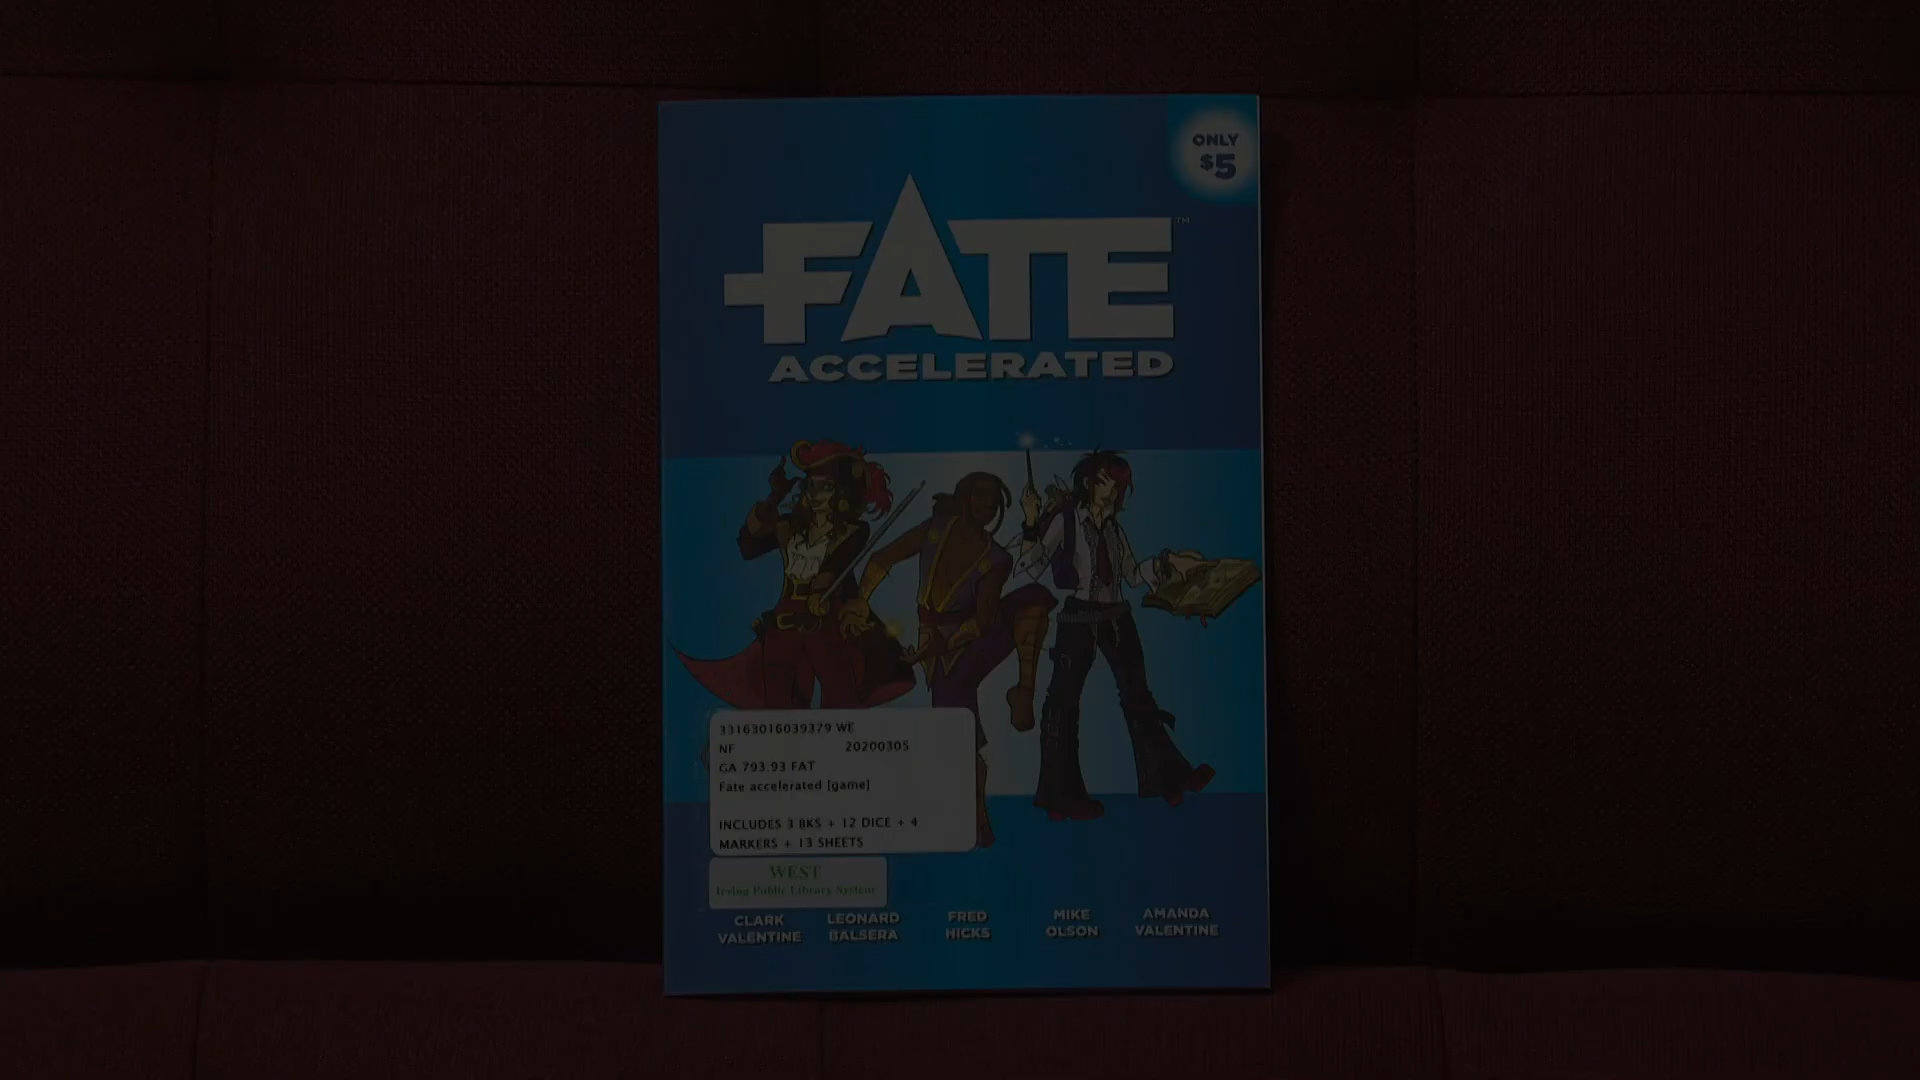 ONLY
$5
FATE™
ACCELERATED
33163016039379 WE
NF 20200305
GA 793.93 FAT
Fate accelerated [game]
INCLUDES 3 BKS + 12 DICE + 4
MARKERS + 13 SHEETS
WEST
Irving Public Library System
CLARK VALENTINE
LEONARD BALSERA
FRED HICKS
MIKE OLSON
AMANDA VALENTINE